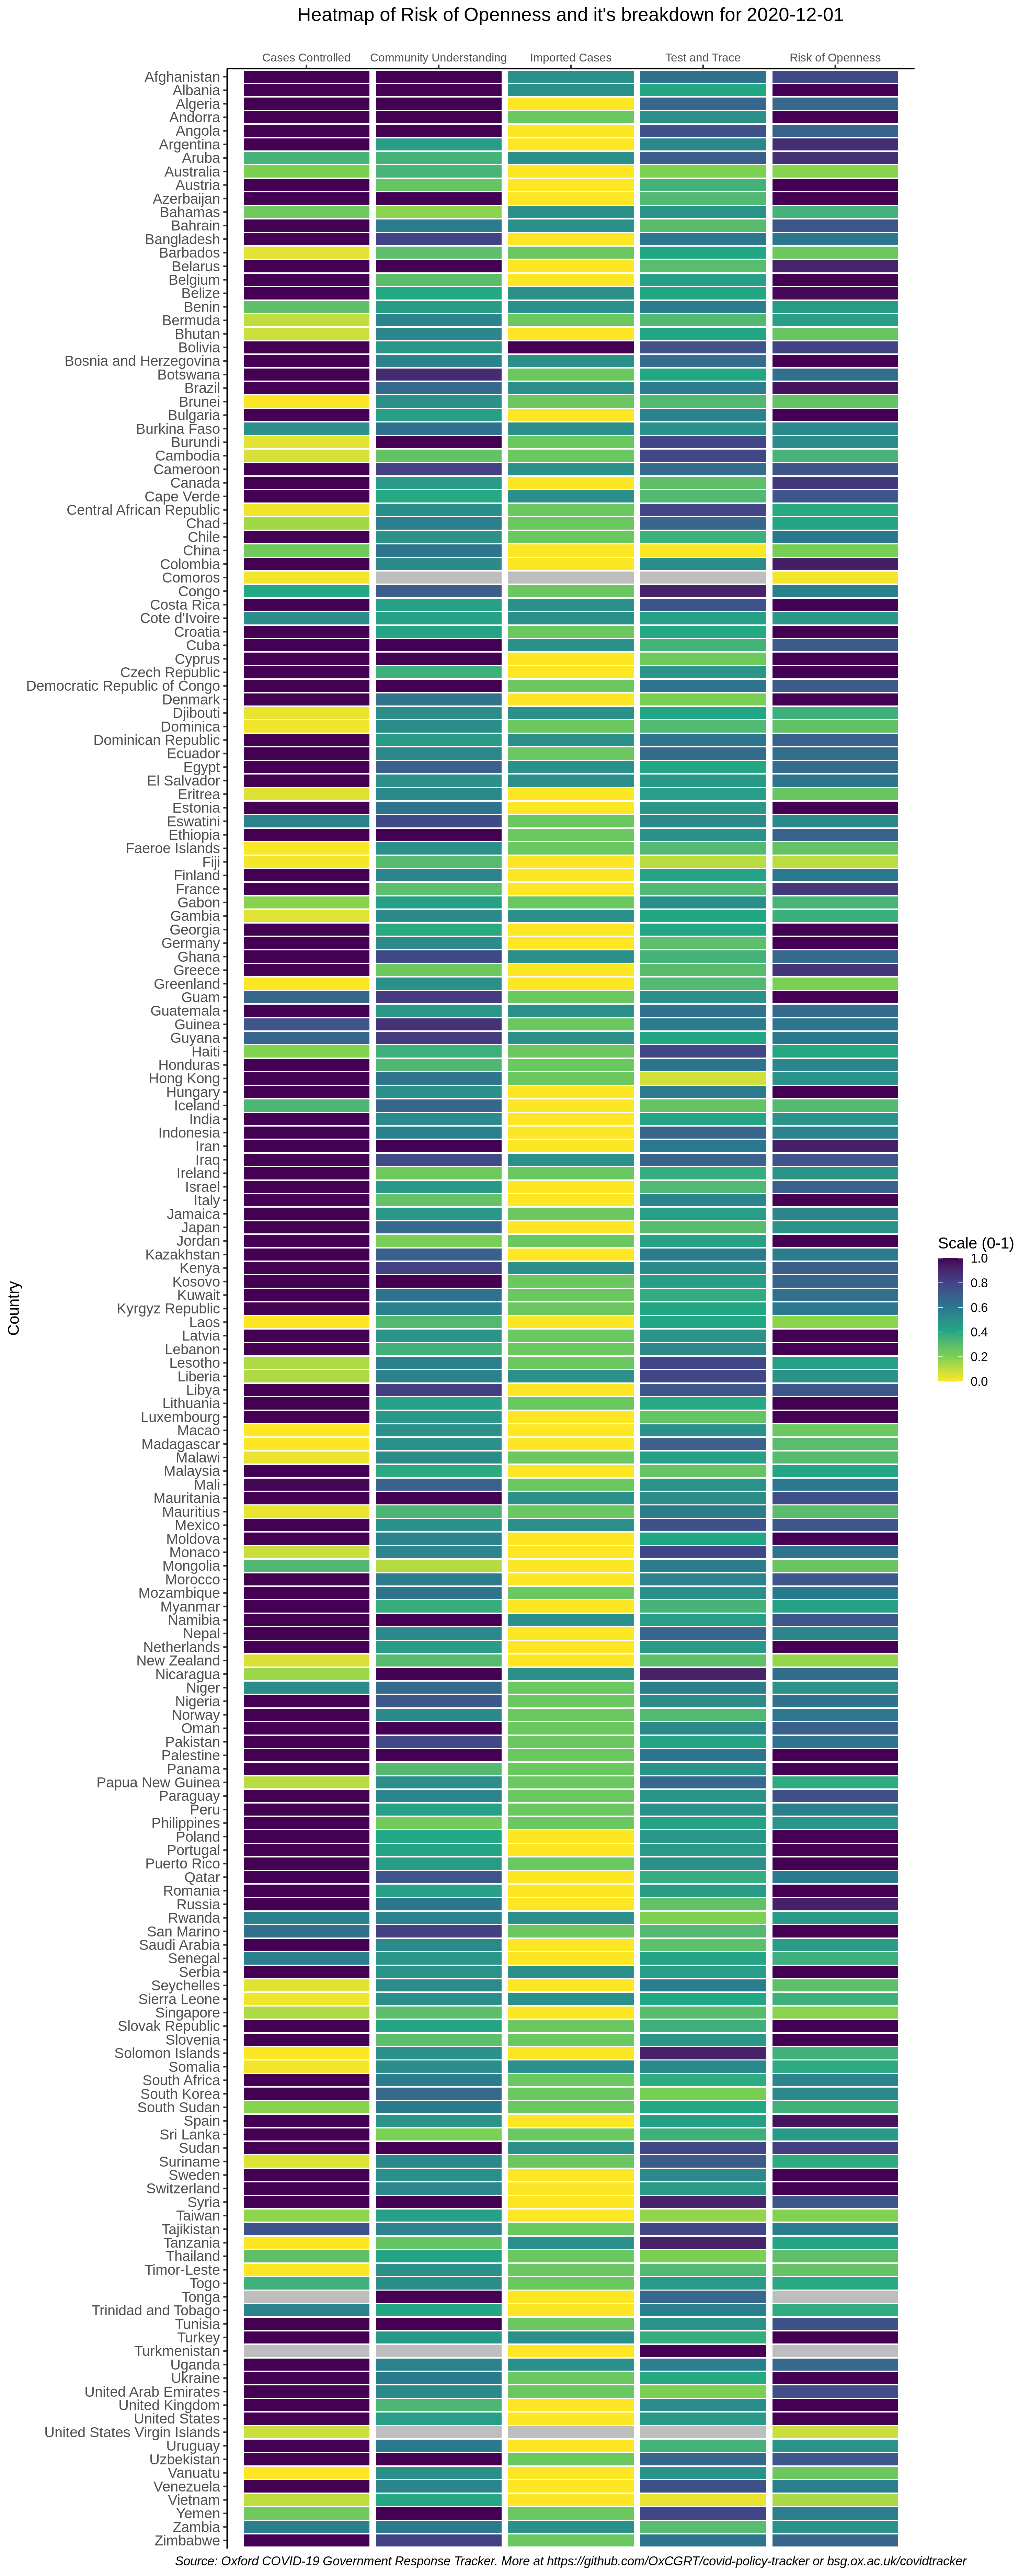 Heatmap of Risk of Openness and it's breakdown for 2020-12-01
Cases Controlled Community Understanding Imported Cases Test and Trace Risk of Openness
Afghanistan
Albania
Algeria
Andorra
Angola
Argentina
Aruba
Australia
Austria
Azerbaijan
Bahamas
Bahrain
Bangladesh
Barbados
Belarus
Belgium
Belize
Benin
Bermuda
Bhutan
Bolivia
Bosnia and Herzegovina
Botswana
Brazil
Brunei
Bulgaria
Burkina Faso
Burundi
Cambodia
Cameroon
Canada
Cape Verde
Central African Republic
Chad
Chile
China
Colombia
Comoros
Congo
Costa Rica
Cote d'Ivoire
Croatia
Cuba
Cyprus
Czech Republic
Democratic Republic of Congo
Denmark
Djibouti
Dominica
Dominican Republic
Ecuador
Egypt
El Salvador
Eritrea
Estonia
Eswatini
Ethiopia
Faeroe Islands
Fiji
Finland
France
Gabon
Gambia
Georgia
Germany
Ghana
Greece
Greenland
Guam
Guatemala
Guinea
Guyana
Haiti
Honduras
Hong Kong
Hungary
Iceland
India
Indonesia
Iran
Iraq
Ireland
Israel
Italy
Jamaica
Japan
Jordan
Kazakhstan
Kenya
Kosovo
Kuwait
Kyrgyz Republic
Laos
Latvia
Lebanon
Lesotho
Liberia
Libya
Lithuania
Luxembourg
Macao
Madagascar
Malawi
Malaysia
Mali
Mauritania
Mauritius
Mexico
Moldova
Monaco
Mongolia
Morocco
Mozambique
Myanmar
Namibia
Nepal
Netherlands
New Zealand
Nicaragua
Niger
Nigeria
Norway
Oman
Pakistan
Palestine
Panama
Papua New Guinea
Paraguay
Peru
Philippines
Poland
Portugal
Puerto Rico
Qatar
Romania
Russia
Rwanda
San Marino
Saudi Arabia
Senegal
Serbia
Seychelles
Sierra Leone
Singapore
Slovak Republic
Slovenia
Solomon Islands
Somalia
South Africa
South Korea
South Sudan
Spain
Sri Lanka
Sudan
Suriname
Sweden
Switzerland
Syria
Taiwan
Tajikistan
Tanzania
Thailand
Timor-Leste
Togo
Tonga
Trinidad and Tobago
Tunisia
Turkey
Turkmenistan
Uganda
Ukraine
United Arab Emirates
United Kingdom
United States
United States Virgin Islands
Uruguay
Uzbekistan
Vanuatu
Venezuela
Vietnam
Yemen
Zambia
Zimbabwe
Country
Scale (0-1)
1.0
0.8
0.6
0.4
0.2
0.0
Source: Oxford COVID-19 Government Response Tracker. More at https://github.com/OxCGRT/covid-policy-tracker or bsg.ox.ac.uk/covidtracker